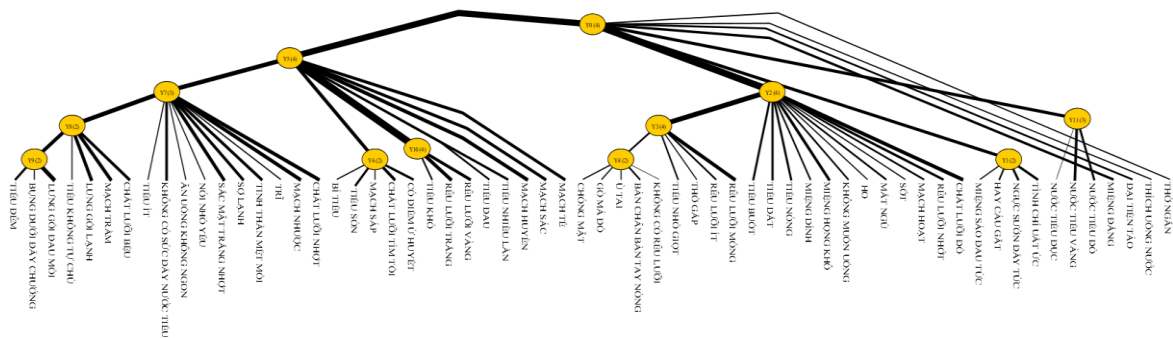 Y0 (4)
Y5 (4)
Y7 (3)
Y2 (6)
Y11 (3)
Y8 (2)
Y3 (4)
Y10 (4)
Y9 (2)
Y6 (2)
Y4 (2)
Y1 (2)
TIỂU ĐÊM
BỤNG DƯỚI ĐẦY CHƯỚNG
LƯNG GỐI ĐAU MỎI
TIỂU KHÔNG TỰ CHỦ
LƯNG GỐI LẠNH
MẠCH TRẦM
CHẤT LƯỠI BỆU
TIỂU ÍT
KHÔNG CÓ SỨC ĐẨY NƯỚC TIỂU
ĂN UỐNG KHÔNG NGON
NÓI NHỎ YẾU
SẮC MẶT TRẮNG NHỢT
SỢ LẠNH
TINH THẦN MỆT MỎI
TRĨ
MẠCH NHƯỢC
CHẤT LƯỠI NHỢT
BÍ TIỂU
TIỂU SÓN
MẠCH SÁP
CHẤT LƯỠI TÍM TỐI
CÓ ĐIỂM Ứ HUYẾT
TIỂU KHÓ
RÊU LƯỠI TRẮNG
RÊU LƯỠI VÀNG
TIỂU ĐAU
TIỂU NHIỀU LẦN
MẠCH HUYỀN
MẠCH SÁC
MẠCH TẾ
CHÓNG MẶT
GÒ MÁ ĐỎ
Ù TAI
BÀN CHÂN BÀN TAY NÓNG
KHÔNG CÓ RÊU LƯỠI
TIỂU NHỎ GIỌT
THỞ GẤP
RÊU LƯỠI ÍT
RÊU LƯỠI MỎNG
TIỂU BUỐT
TIỂU DẮT
TIỂU NÓNG
MIỆNG DÍNH
MIỆNG HỌNG KHÔ
KHÔNG MUỐN UỐNG
HO
MẤT NGỦ
SỐT
MẠCH HOẠT
RÊU LƯỠI NHỚT
CHẤT LƯỠI ĐỎ
MẠNG SÀO ĐAU TỨC
HAY CÁU GẮT
NGỰC SƯỜN ĐẦY TỨC
TÌNH CHÍ UẤT ỨC
NƯỚC TIỂU ĐỤC
NƯỚC TIỂU VÀNG
NƯỚC TIỂU ĐỎ
MIỆNG ĐẮNG
ĐẠI TIỆN TÁO
THÍCH UỐNG NƯỚC
THỞ NGẮN